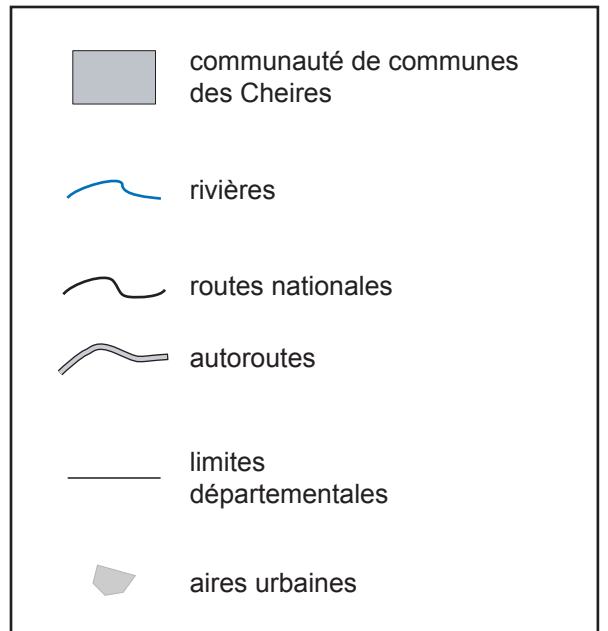 communauté de communes
des Cheires
rivières
routes nationales
autoroutes
limites
départementales
aires urbaines